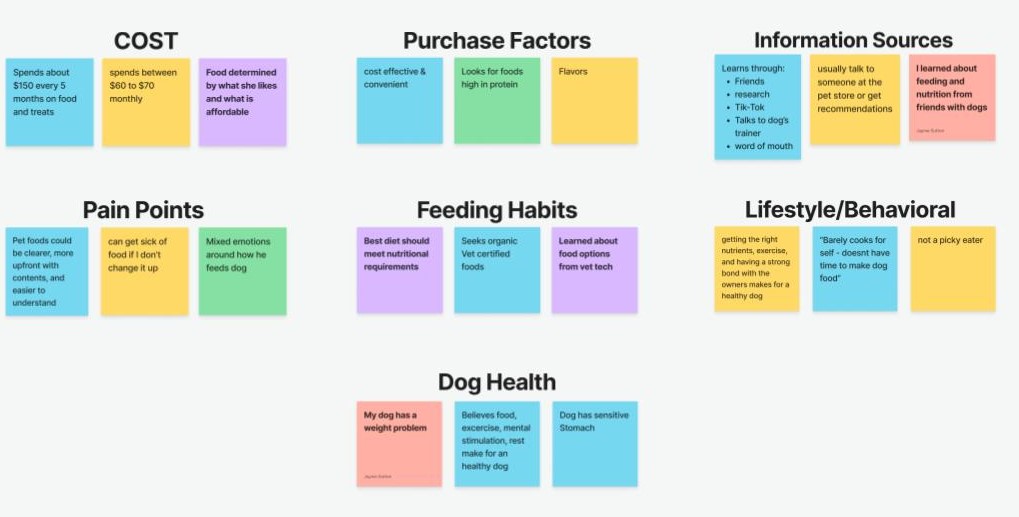 COST
Spends about
$150 every 5
months on food
and treats
spends between
$60 to $70
monthly
Food determined
by what she likes
and what is
affordable
Purchase Factors
cost effective &
convenient
Looks for foods
high in protein
Flavors
Information Sources
Learns through:
• Friends
• research
• Tik-Tok
• Talks to dog's
trainer
• word of mouth
usually talk to
someone at the
pet store or get
recommendations
I learned about
feeding and
nutrition from
friends with dogs
Pain Points
Pet foods could
be clearer, more
upfront with
contents, and
easier to
understand
can get sick of
food if I don't
change it up
Mixed emotions
around how he
feeds dog
Feeding Habits
Best diet should
meet nutritional
requirements
Seeks organic
Vet certified
foods
Learned about
food options
from vet tech
Lifestyle/Behavioral
getting the right
nutrients, exercise,
and having a strong
bond with the
owners makes for a
healthy dog
"Barely cooks for
self - doesnt have
time to make dog
food"
not a picky eater
Dog Health
My dog has a
weight problem
Believes food,
excercise, mental
stimulation, rest
make for an
healthy dog
Dog has sensitive
Stomach